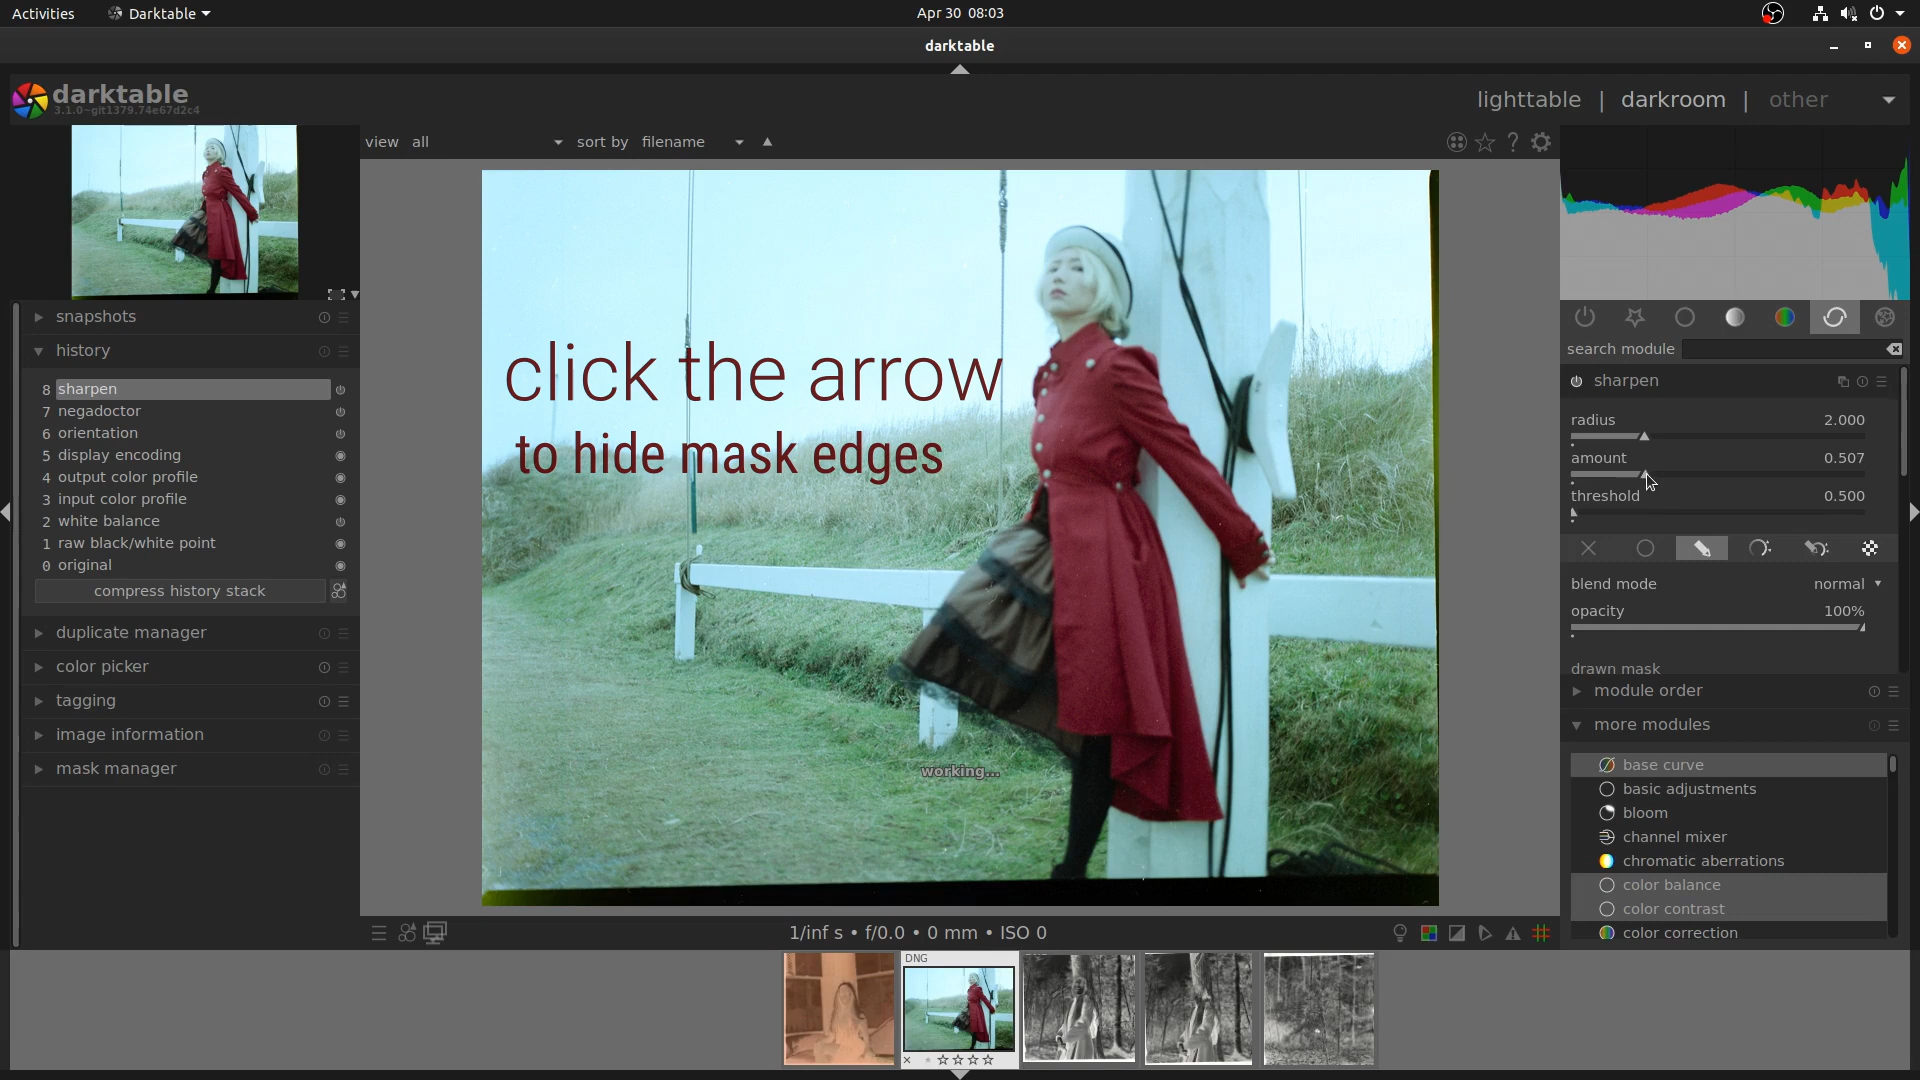 Activities
Darktable
Apr 30 08:03
darktable
darktable
3.1.0~git1379.74e67d2c4
lighttable | darkroom | other
view all
sort by filename
snapshots
history
8 sharpen
7 negadoctor
6 orientation
5 display encoding
4 output color profile
3 input color profile
2 white balance
1 raw black/white point
0 original
compress history stack
duplicate manager
color picker
tagging
image information
mask manager
click the arrow
to hide mask edges
working...
1/inf s • f/0.0 • 0 mm • ISO 0
DNG
search module
sharpen
radius 2.000
amount 0.507
threshold 0.500
blend mode normal
opacity 100%
drawn mask
module order
more modules
base curve
basic adjustments
bloom
channel mixer
chromatic aberrations
color balance
color contrast
color correction